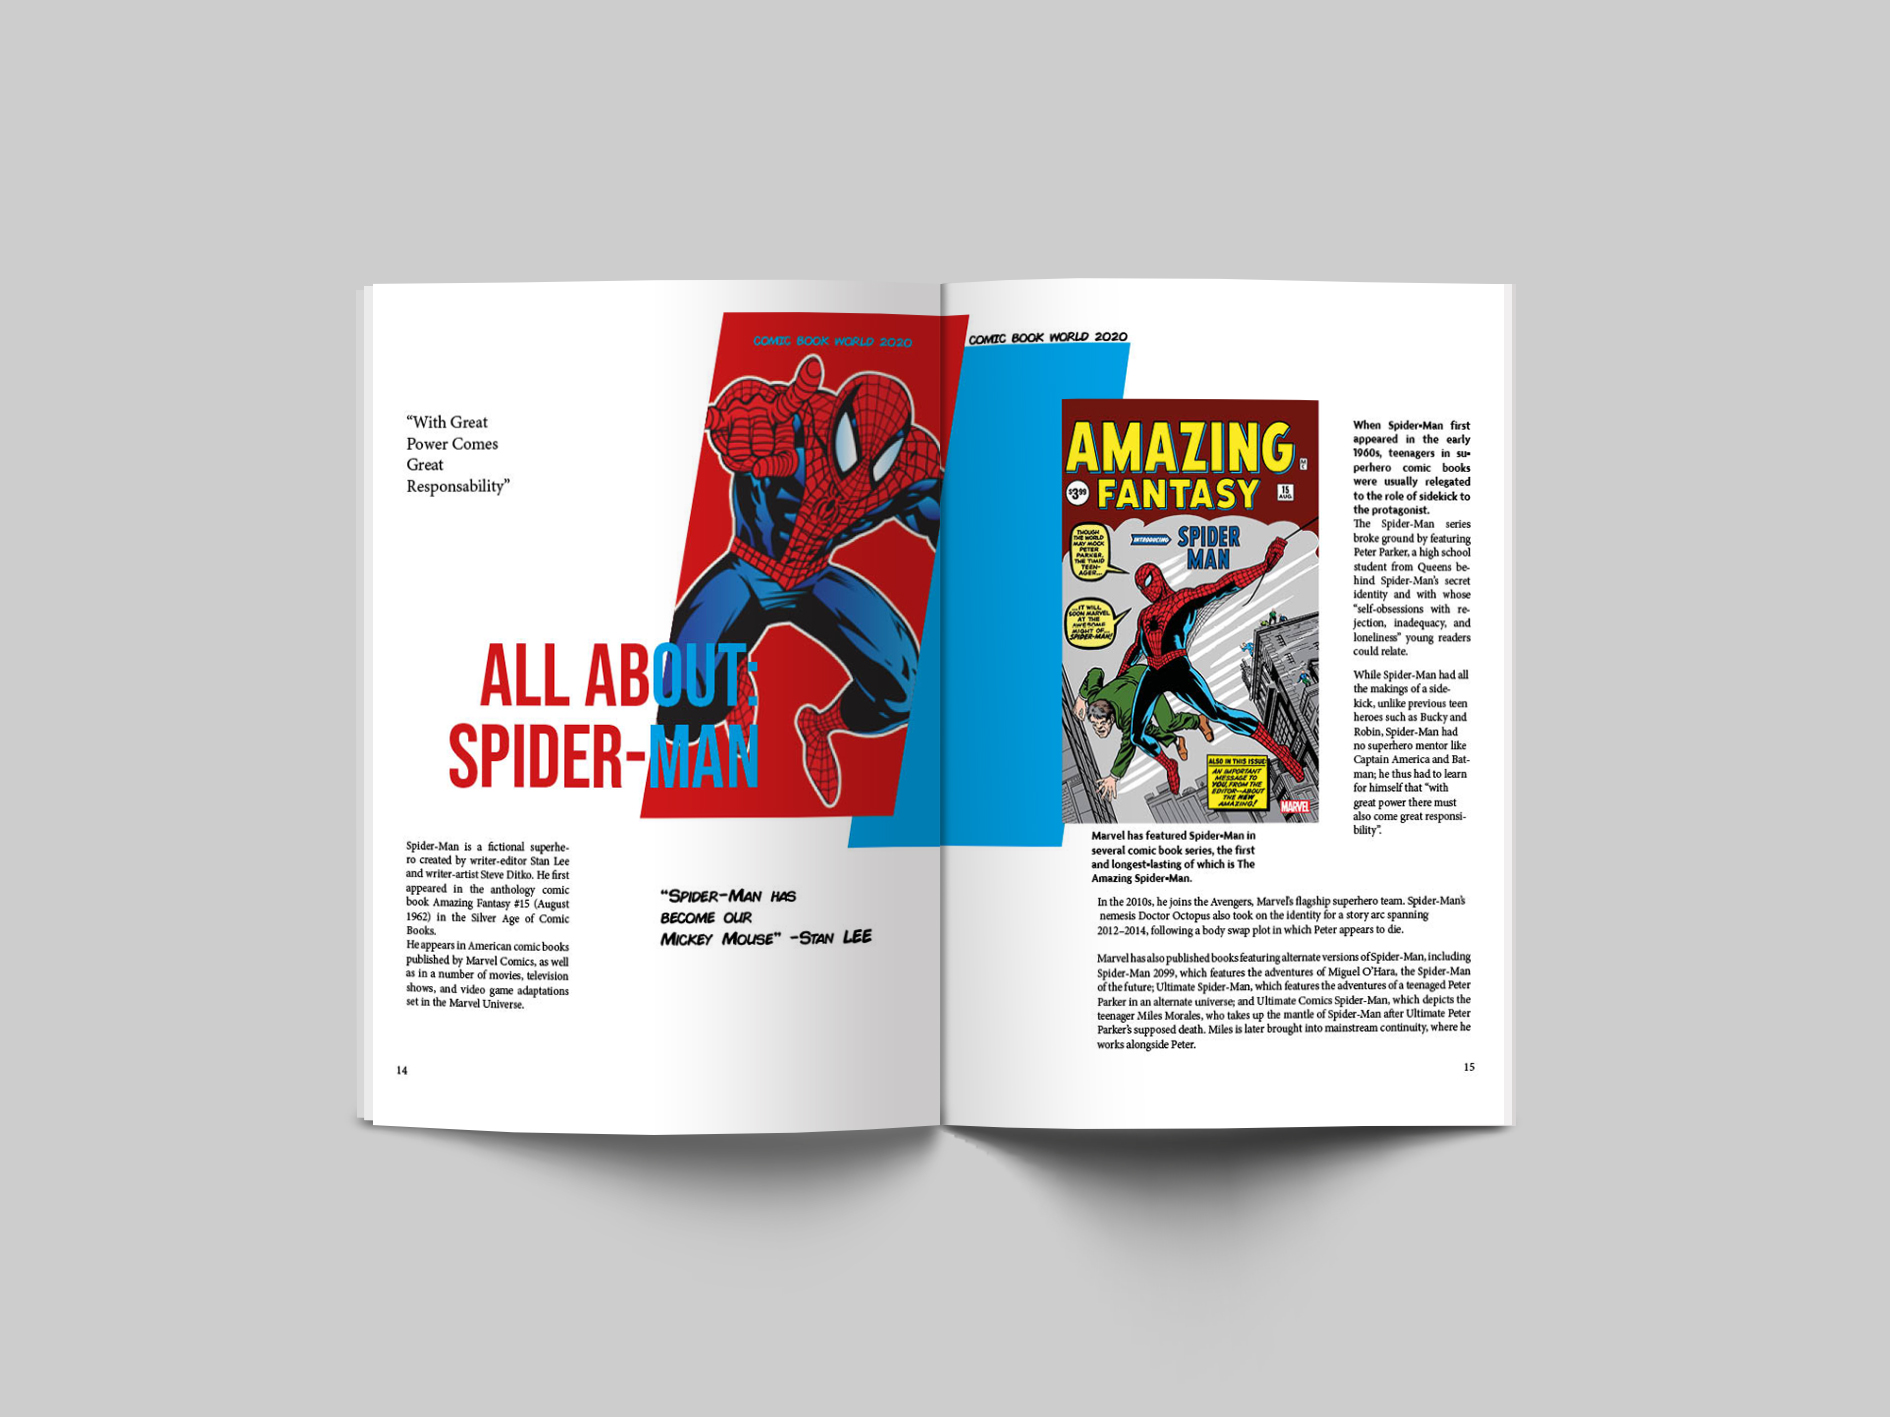 COMIC BOOK WORLD 2020
“With Great
Power Comes
Great
Responsability”
ALL ABOUT:
SPIDER-MAN
Spider-Man is a fictional superhe-
ro created by writer-editor Stan Lee
and writer-artist Steve Ditko. He first
appeared in the anthology comic
book Amazing Fantasy #15 (August
1962) in the Silver Age of Comic
Books.
He appears in American comic books
published by Marvel Comics, as well
as in a number of movies, television
shows, and video game adaptations
set in the Marvel Universe.
“Spider-Man has
become our
Mickey Mouse” -Stan LEE
14
COMIC BOOK WORLD 2020
AMAZING
FANTASY
$3.99
15
AUG.
INTRODUCING
SPIDER
MAN
THOUGH
THE WORLD
MAY MOCK
PETER
PARKER,
THE TIMID
TEEN-
AGER...
...IT WILL
SOON MARVEL
AT THE
AWESOME
MIGHT OF...
SPIDER-MAN!
ALSO IN THIS ISSUE:
AN IMPORTANT
MESSAGE TO
YOU, FROM THE
EDITOR--ABOUT
THE NEW
AMAZING!
MARVEL
Marvel has featured Spider-Man in
several comic book series, the first
and longest-lasting of which is The
Amazing Spider-Man.
When Spider-Man first
appeared in the early
1960s, teenagers in su-
perhero comic books
were usually relegated
to the role of sidekick to
the protagonist.
The Spider-Man series
broke ground by featuring
Peter Parker, a high school
student from Queens be-
hind Spider-Man’s secret
identity and with whose
“self-obsessions with re-
jection, inadequacy, and
loneliness” young readers
could relate.
While Spider-Man had all
the makings of a side-
kick, unlike previous teen
heroes such as Bucky and
Robin, Spider-Man had
no superhero mentor like
Captain America and Bat-
man; he thus had to learn
for himself that “with
great power there must
also come great responsi-
bility”.
In the 2010s, he joins the Avengers, Marvel’s flagship superhero team. Spider-Man’s
nemesis Doctor Octopus also took on the identity for a story arc spanning
2012–2014, following a body swap plot in which Peter appears to die.
Marvel has also published books featuring alternate versions of Spider-Man, including
Spider-Man 2099, which features the adventures of Miguel O’Hara, the Spider-Man
of the future; Ultimate Spider-Man, which features the adventures of a teenaged Peter
Parker in an alternate universe; and Ultimate Comics Spider-Man, which depicts the
teenager Miles Morales, who takes up the mantle of Spider-Man after Ultimate Peter
Parker’s supposed death. Miles is later brought into mainstream continuity, where he
works alongside Peter.
15